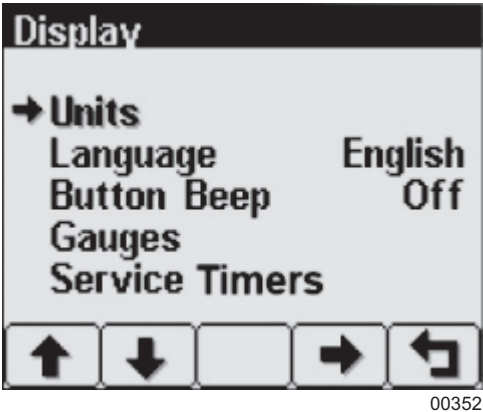 Display
Units
Language English
Button Beep Off
Gauges
Service Timers
00352